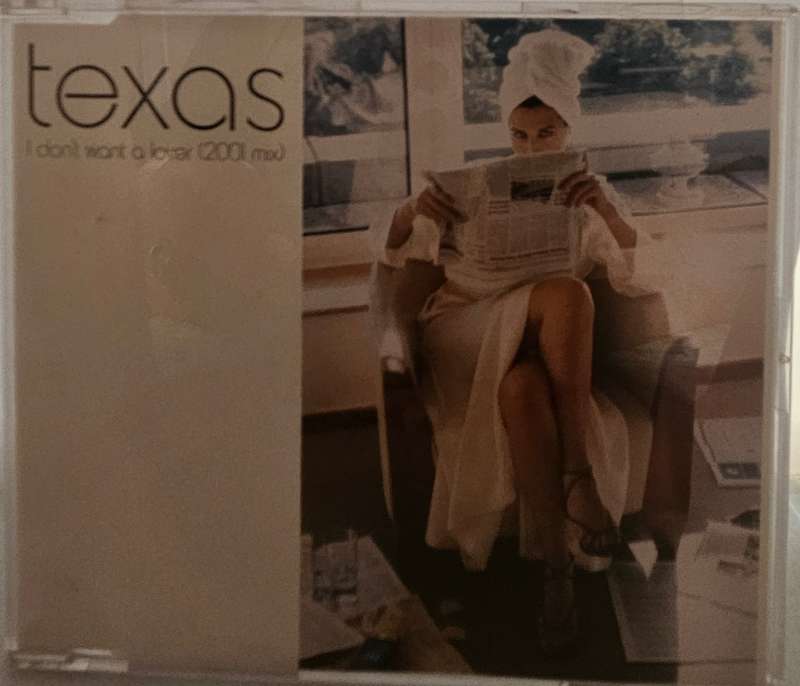 texas
I don't want a lover (2001 mix)